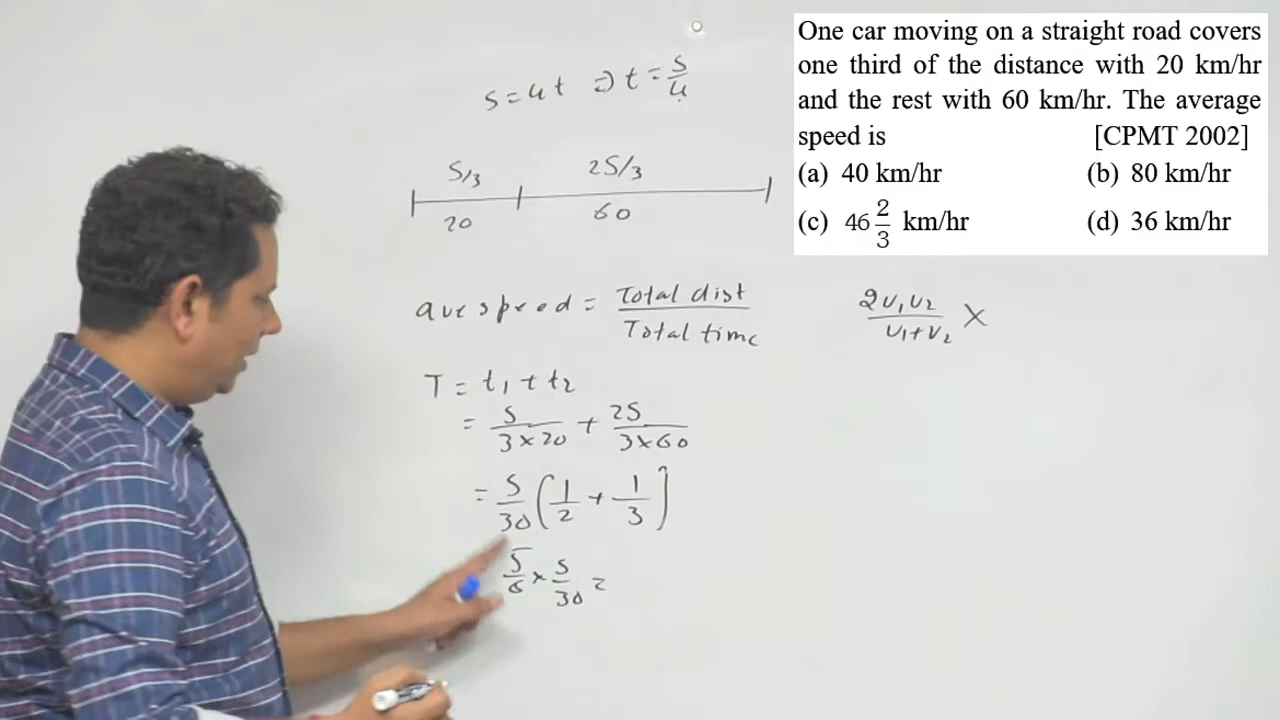 s = ut ⇒ t = s/u
S/3 2S/3
20 60
ave speed = Total dist / Total time
2v₁v₂ / v₁+v₂ ×
T = t₁ + t₂
= S / 3×20 + 2S / 3×60
= S/30 (1/2 + 1/3)
5/6 × S/30 =
One car moving on a straight road covers
one third of the distance with 20 km/hr
and the rest with 60 km/hr. The average
speed is [CPMT 2002]
(a) 40 km/hr (b) 80 km/hr
(c) 46 2/3 km/hr (d) 36 km/hr